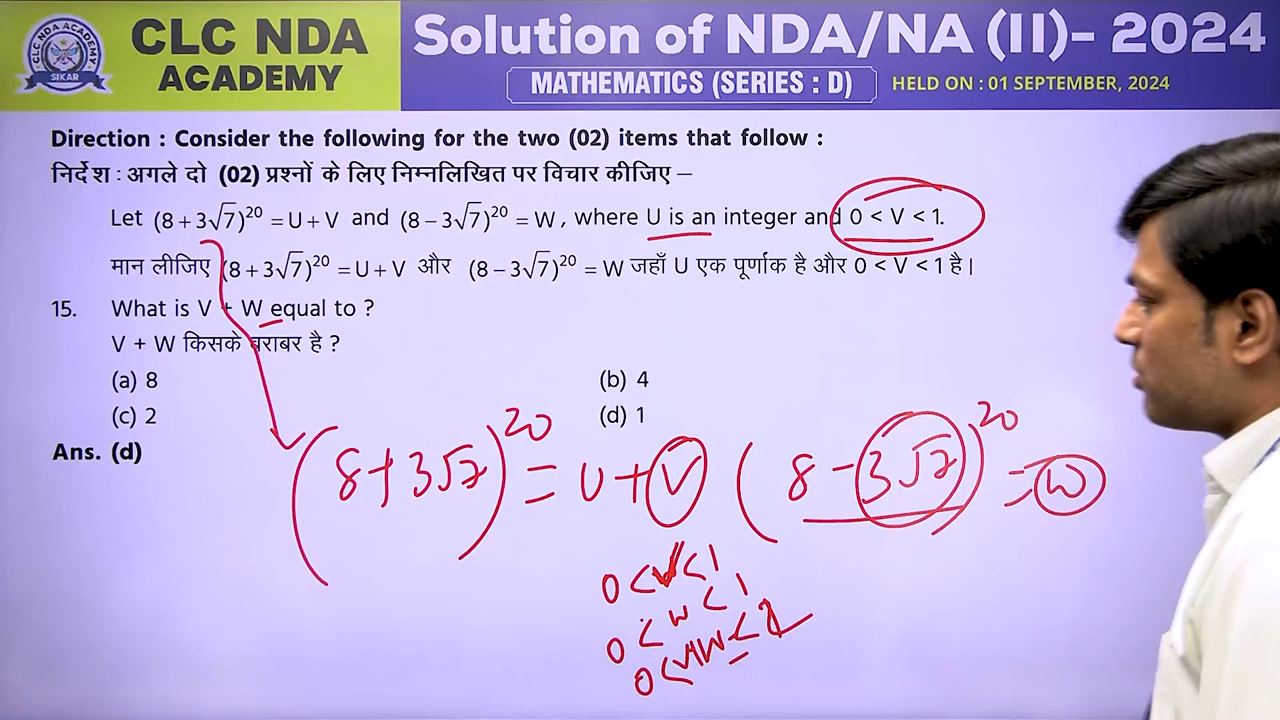 CLC NDA ACADEMY
SIKAR
CLC NDA
ACADEMY
Solution of NDA/NA (II)- 2024
MATHEMATICS (SERIES : D)
HELD ON : 01 SEPTEMBER, 2024
Direction : Consider the following for the two (02) items that follow :
निर्देश : अगले दो (02) प्रश्नों के लिए निम्नलिखित पर विचार कीजिए –
Let (8 + 3√7)²⁰ = U + V and (8 – 3√7)²⁰ = W, where U is an integer and 0 < V < 1.
मान लीजिए (8 + 3√7)²⁰ = U + V और (8 – 3√7)²⁰ = W जहाँ U एक पूर्णाक है और 0 < V < 1 है।
15. What is V + W equal to ?
V + W किसके बराबर है ?
(a) 8 (b) 4
(c) 2 (d) 1
Ans. (d)
(8+3√7)²⁰ = U+V (8-3√7)²⁰ = W
0<V<1
0<W<1
0<V+W<2